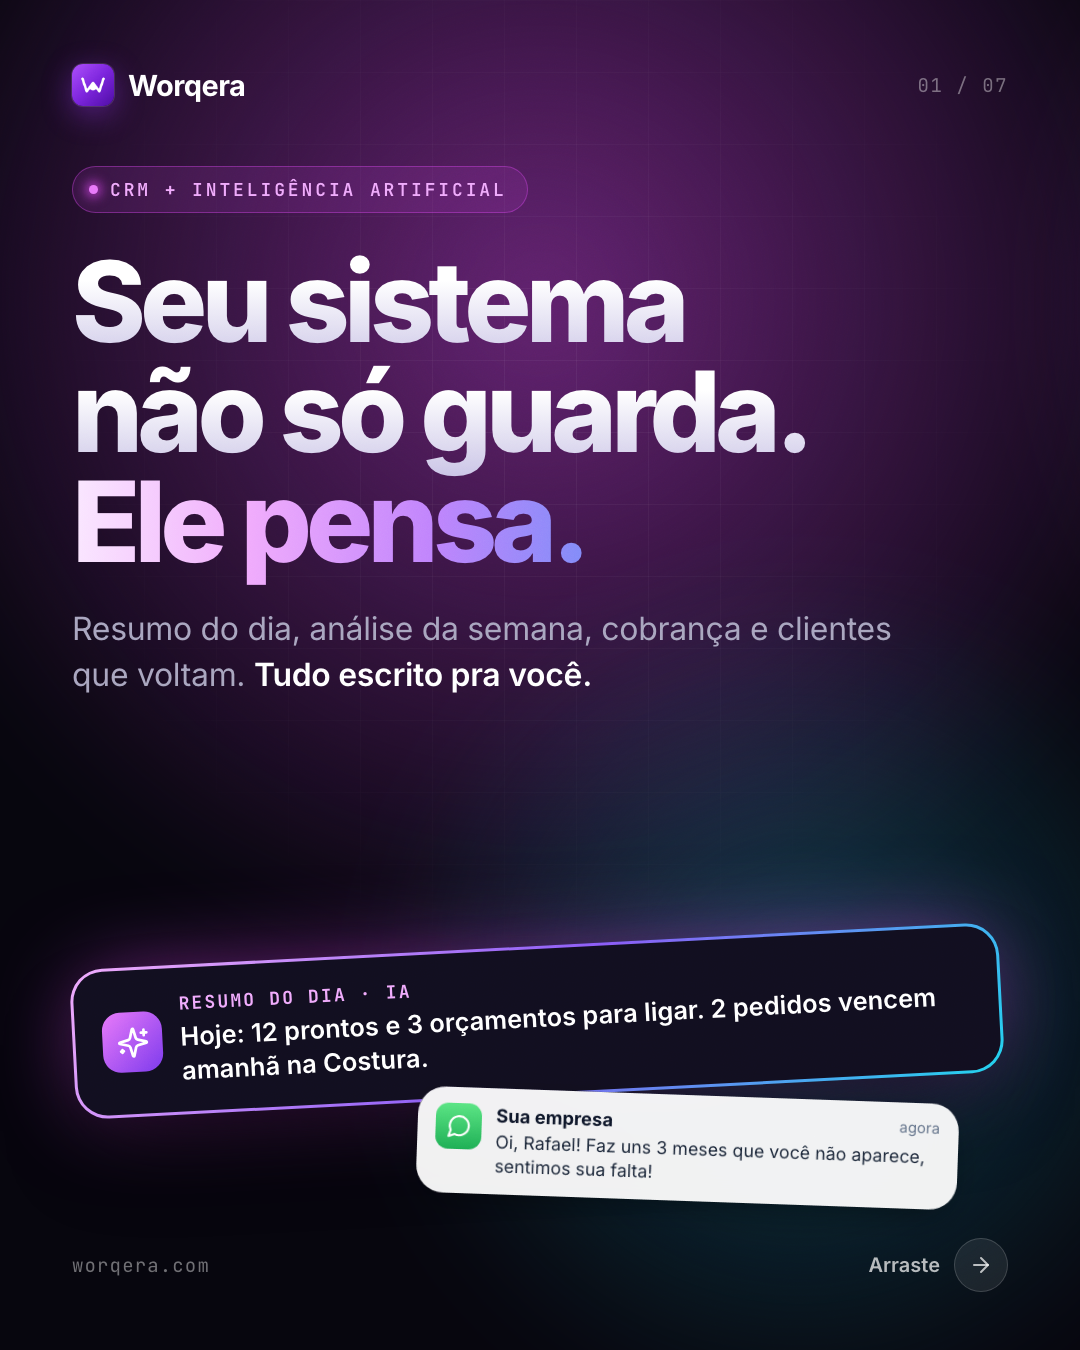 Worqera
01 / 07
CRM + INTELIGÊNCIA ARTIFICIAL
Seu sistema
não só guarda.
Ele pensa.
Resumo do dia, análise da semana, cobrança e clientes
que voltam. Tudo escrito pra você.
RESUMO DO DIA · IA
Hoje: 12 prontos e 3 orçamentos para ligar. 2 pedidos vencem
amanhã na Costura.
Sua empresa
agora
Oi, Rafael! Faz uns 3 meses que você não aparece,
sentimos sua falta!
worqera.com
Arraste